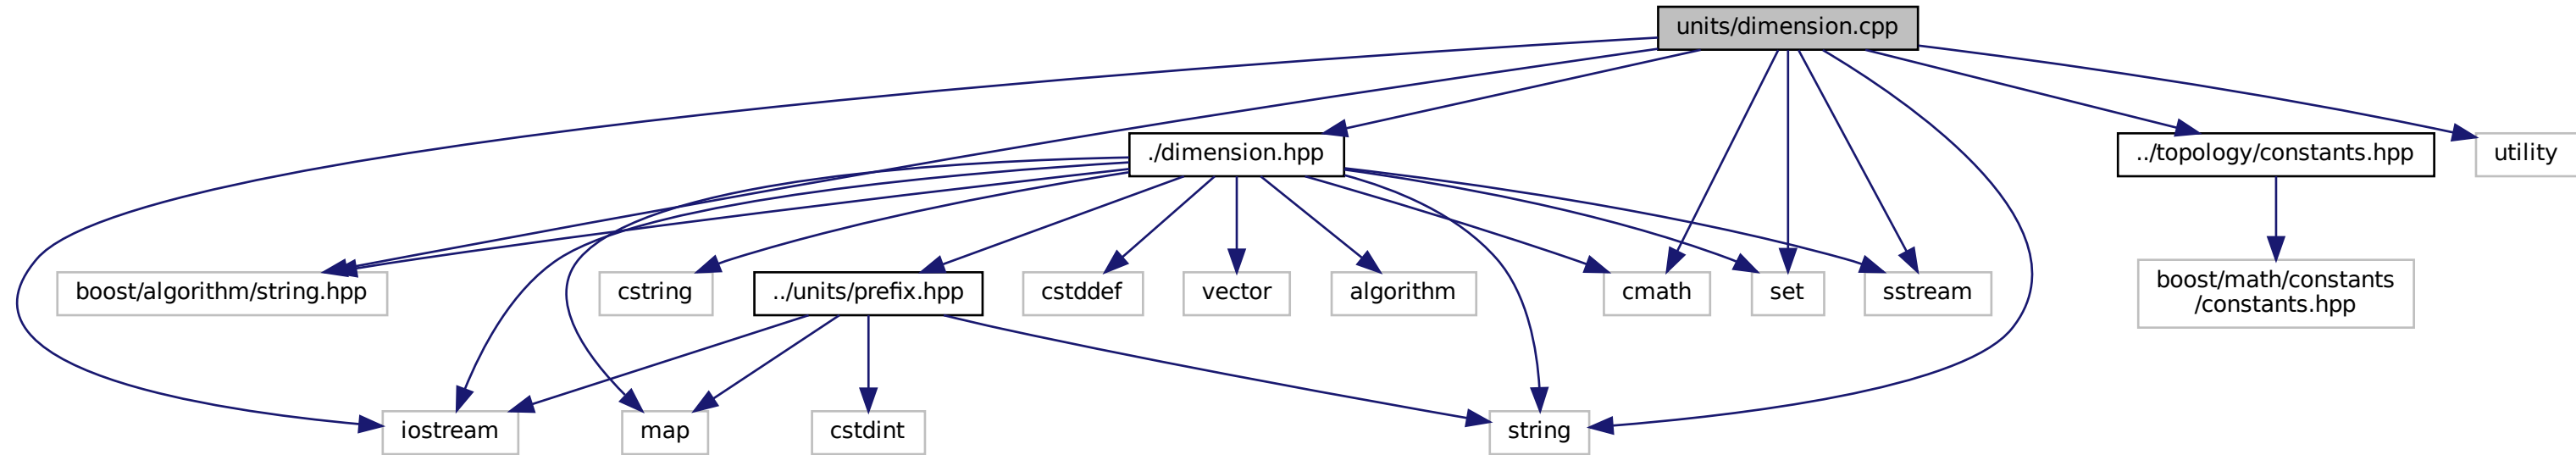 units/dimension.cpp
./dimension.hpp
../topology/constants.hpp
utility
boost/algorithm/string.hpp
cstring
../units/prefix.hpp
cstddef
vector
algorithm
cmath
set
sstream
boost/math/constants
/constants.hpp
iostream
map
cstdint
string